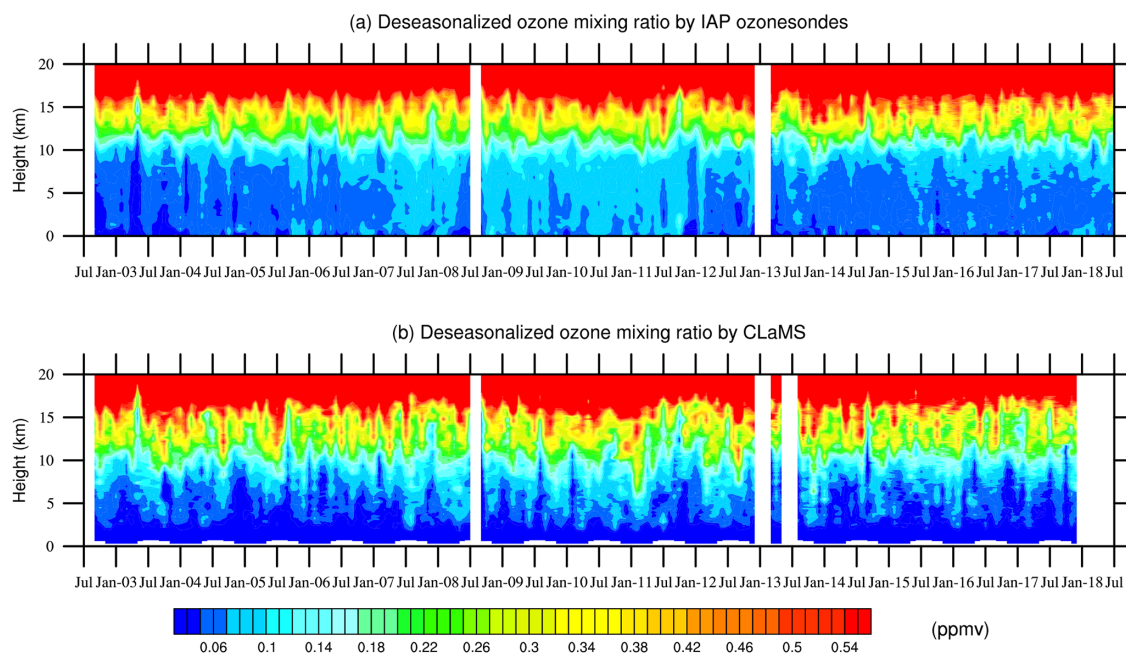 (a) Deseasonalized ozone mixing ratio by IAP ozonesondes
20
15
10
5
0
Height (km)
Jul Jan-03 Jul Jan-04 Jul Jan-05 Jul Jan-06 Jul Jan-07 Jul Jan-08 Jul Jan-09 Jul Jan-10 Jul Jan-11 Jul Jan-12 Jul Jan-13 Jul Jan-14 Jul Jan-15 Jul Jan-16 Jul Jan-17 Jul Jan-18 Jul
(b) Deseasonalized ozone mixing ratio by CLaMS
20
15
10
5
0
Height (km)
Jul Jan-03 Jul Jan-04 Jul Jan-05 Jul Jan-06 Jul Jan-07 Jul Jan-08 Jul Jan-09 Jul Jan-10 Jul Jan-11 Jul Jan-12 Jul Jan-13 Jul Jan-14 Jul Jan-15 Jul Jan-16 Jul Jan-17 Jul Jan-18 Jul
0.06 0.1 0.14 0.18 0.22 0.26 0.3 0.34 0.38 0.42 0.46 0.5 0.54 (ppmv)